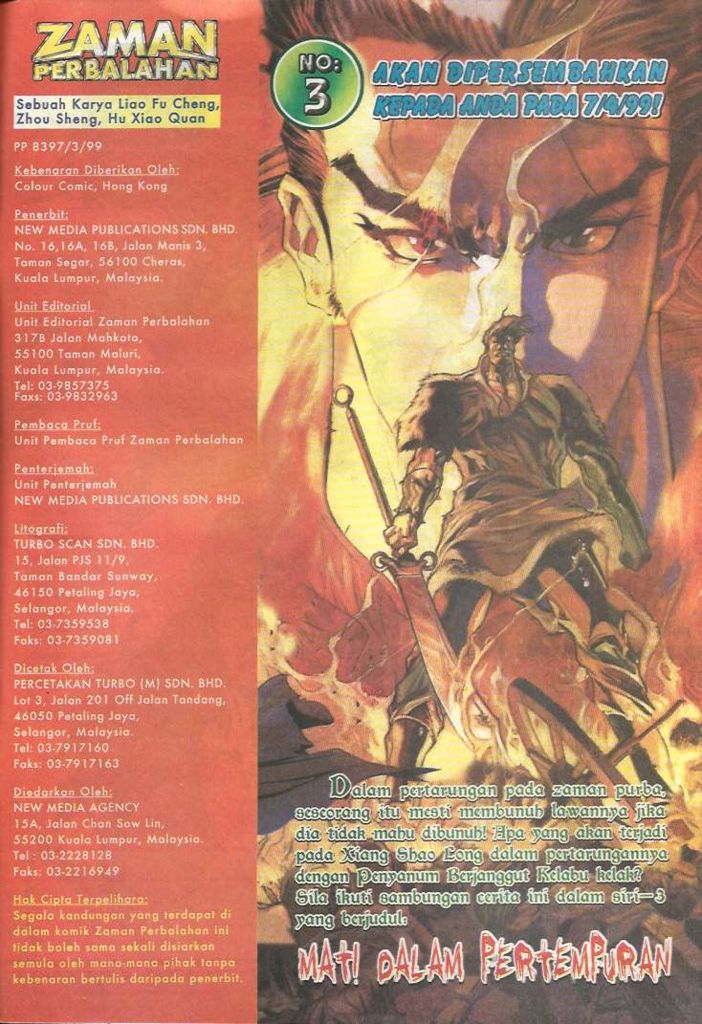 ZAMAN
PERBALAHAN
Sebuah Karya Liao Fu Cheng,
Zhou Sheng, Hu Xiao Quan
PP 8397/3/99
Kebenaran Diberikan Oleh:
Colour Comic, Hong Kong
Penerbit:
NEW MEDIA PUBLICATIONS SDN. BHD.
No. 16,16A, 16B, Jalan Manis 3,
Taman Segar, 56100 Cheras,
Kuala Lumpur, Malaysia.
Unit Editorial
Unit Editorial Zaman Perbalahan
317B Jalan Mahkota,
55100 Taman Maluri,
Kuala Lumpur, Malaysia.
Tel: 03-9857375
Faxs: 03-9832963
Pembaca Pruf:
Unit Pembaca Pruf Zaman Perbalahan
Penterjemah:
Unit Penterjemah
NEW MEDIA PUBLICATIONS SDN. BHD.
Litografi:
TURBO SCAN SDN. BHD.
15, Jalan PJS 11/9,
Taman Bandar Sunway,
46150 Petaling Jaya,
Selangor, Malaysia.
Tel: 03-7359538
Faks: 03-7359081
Dicetak Oleh:
PERCETAKAN TURBO (M) SDN. BHD.
Lot 3, Jalan 201 Off Jalan Tandang,
46050 Petaling Jaya,
Selangor, Malaysia.
Tel: 03-7917160
Faks: 03-7917163
Diedarkan Oleh:
NEW MEDIA AGENCY
15A, Jalan Chan Sow Lin,
55200 Kuala Lumpur, Malaysia.
Tel : 03-2228128
Faks: 03-2216949
Hak Cipta Terpelihara:
Segala kandungan yang terdapat di
dalam komik Zaman Perbalahan ini
tidak boleh sama sekali disiarkan
semula oleh mana-mana pihak tanpa
kebenaran bertulis daripada penerbit.
NO:
3
AKAN DIPERSEMBAHKAN
KEPADA ANDA PADA 7/4/99!
Dalam pertarungan pada zaman purba,
seseorang itu mesti membunuh lawannya jika
dia tidak mahu dibunuh! Apa yang akan terjadi
pada Xiang Shao Long dalam pertarungannya
dengan Penyamun Berjanggut Kelabu kelak?
Sila ikuti sambungan cerita ini dalam siri-3
yang berjudul:
MATI DALAM PERTEMPURAN